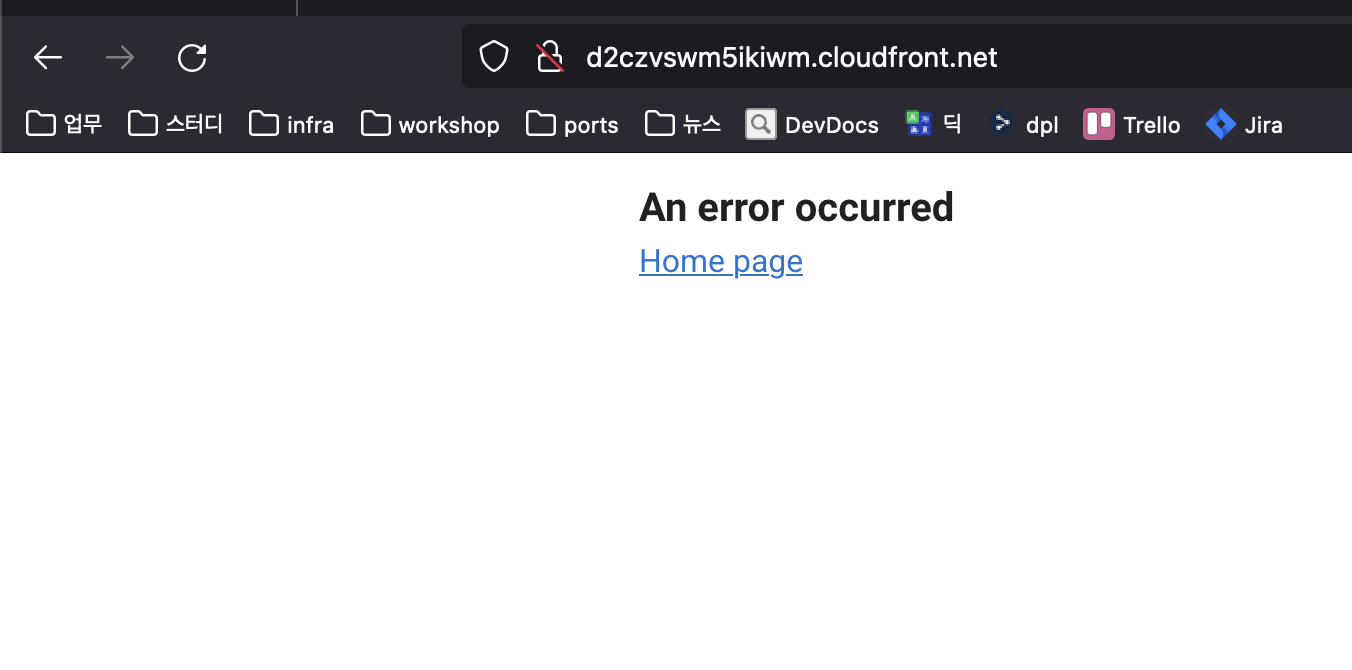 d2czvswm5ikiwm.cloudfront.net
업무 스터디 infra workshop ports 뉴스 DevDocs 딕 dpl Trello Jira
An error occurred
Home page